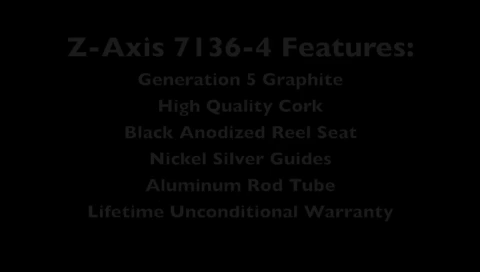 Z-Axis 7136-4 Features:
Generation 5 Graphite
High Quality Cork
Black Anodized Reel Seat
Nickel Silver Guides
Aluminum Rod Tube
Lifetime Unconditional Warranty